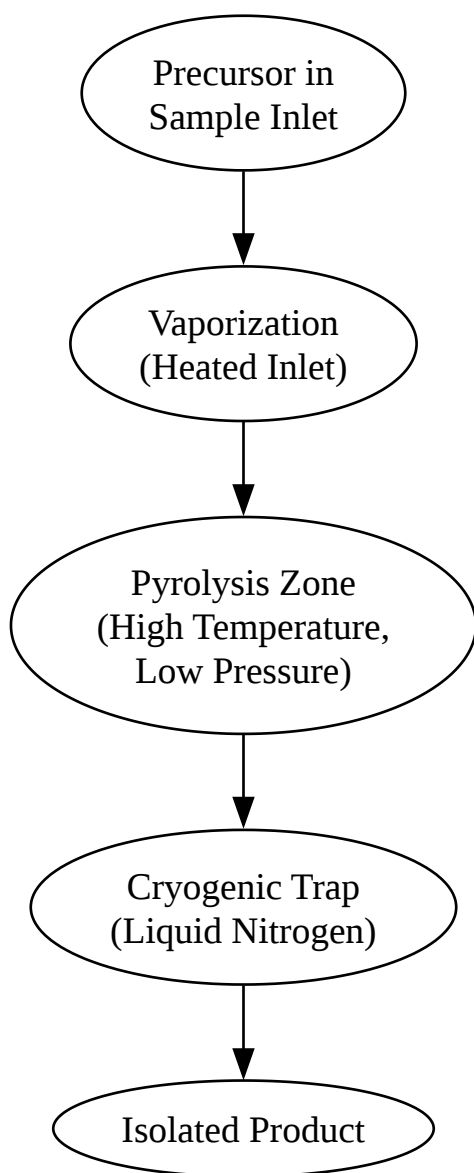 Precursor in
Sample Inlet
Vaporization
(Heated Inlet)
Pyrolysis Zone
(High Temperature,
Low Pressure)
Cryogenic Trap
(Liquid Nitrogen)
Isolated Product